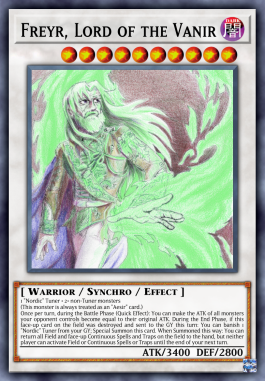 Freyr, Lord of the Vanir
DARK
闇
[ Warrior / Synchro / Effect ]
1 "Nordic" Tuner + 2+ non-Tuner monsters
(This monster is always treated as an "Aesir" card.)
Once per turn, during the Battle Phase (Quick Effect): You can make the ATK of all monsters
your opponent controls become equal to their original ATK. During the End Phase, if this
face-up card on the field was destroyed and sent to the GY this turn: You can banish 1
"Nordic" Tuner from your GY; Special Summon this card. When Summoned this way: You can
return all Field and face-up Continuous Spells and Traps on the field to the hand, but neither
player can activate Field or Continuous Spells or Traps until the end of your next turn.
ATK/3400 DEF/2800